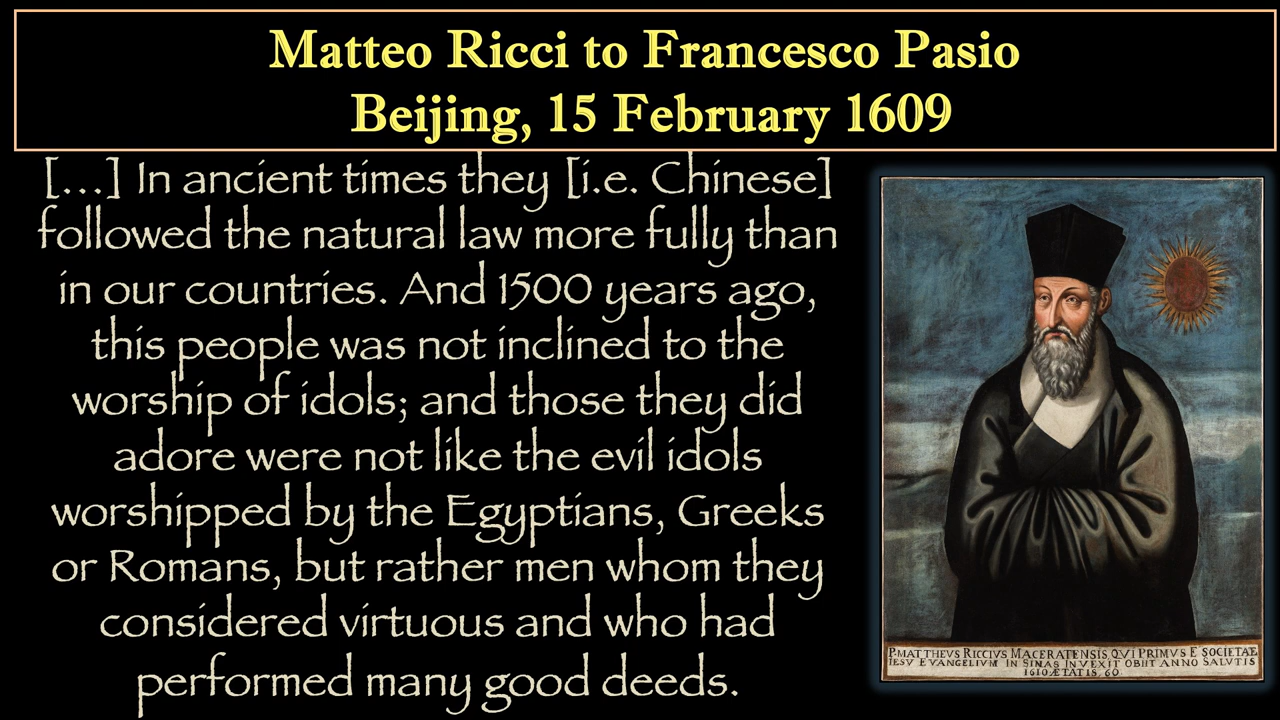 Matteo Ricci to Francesco Pasio
Beijing, 15 February 1609
[...] In ancient times they [i.e. Chinese]
followed the natural law more fully than
in our countries. And 1500 years ago,
this people was not inclined to the
worship of idols; and those they did
adore were not like the evil idols
worshipped by the Egyptians, Greeks
or Romans, but rather men whom they
considered virtuous and who had
performed many good deeds.
P. MATTHEVS RICCIVS MACERATENSIS QVI PRIMVS E SOCIETAE
IESV EVANGELIVM IN SINAS INVEXIT OBIIT ANNO SALVTIS
1610 ÆTATIS, 60